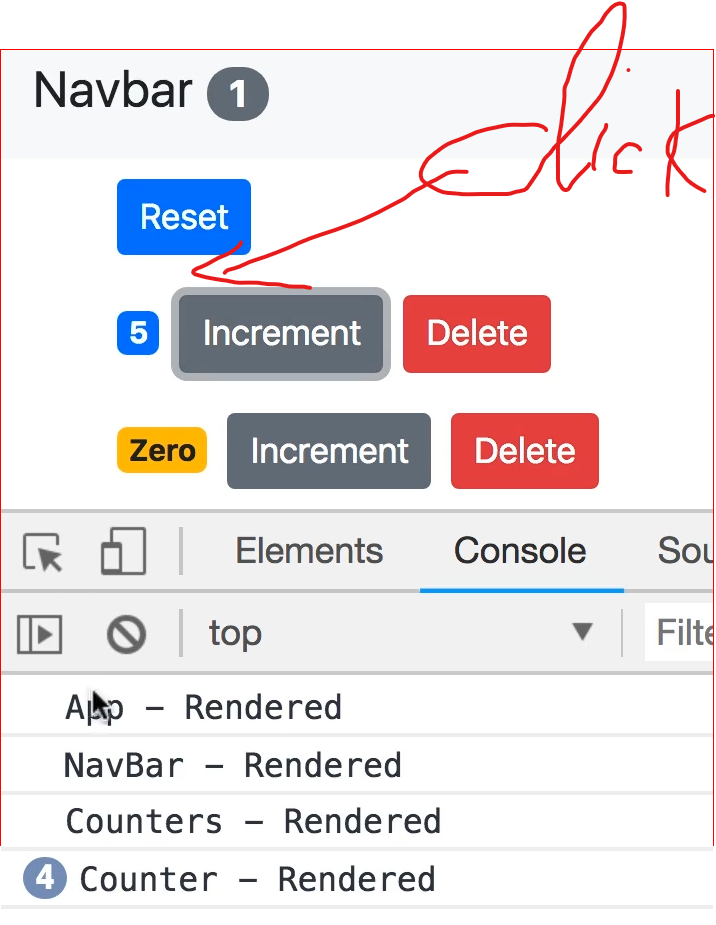 Navbar 1
click
Reset
5 Increment Delete
Zero Increment Delete
Elements Console Sou
top ▼ Filte
App – Rendered
NavBar – Rendered
Counters – Rendered
4 Counter – Rendered